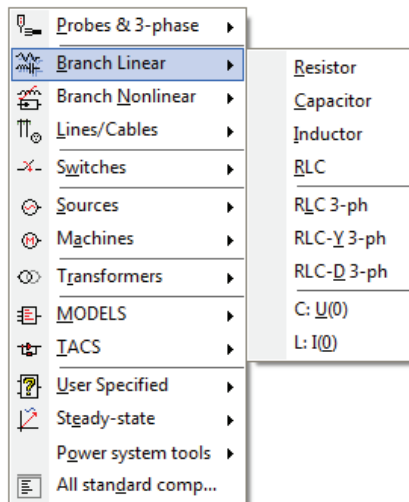 Probes & 3-phase
Branch Linear
Branch Nonlinear
Lines/Cables
Switches
Sources
Machines
Transformers
MODELS
TACS
User Specified
Steady-state
Power system tools
All standard comp...
Resistor
Capacitor
Inductor
RLC
RLC 3-ph
RLC-Y 3-ph
RLC-D 3-ph
C: U(0)
L: I(0)